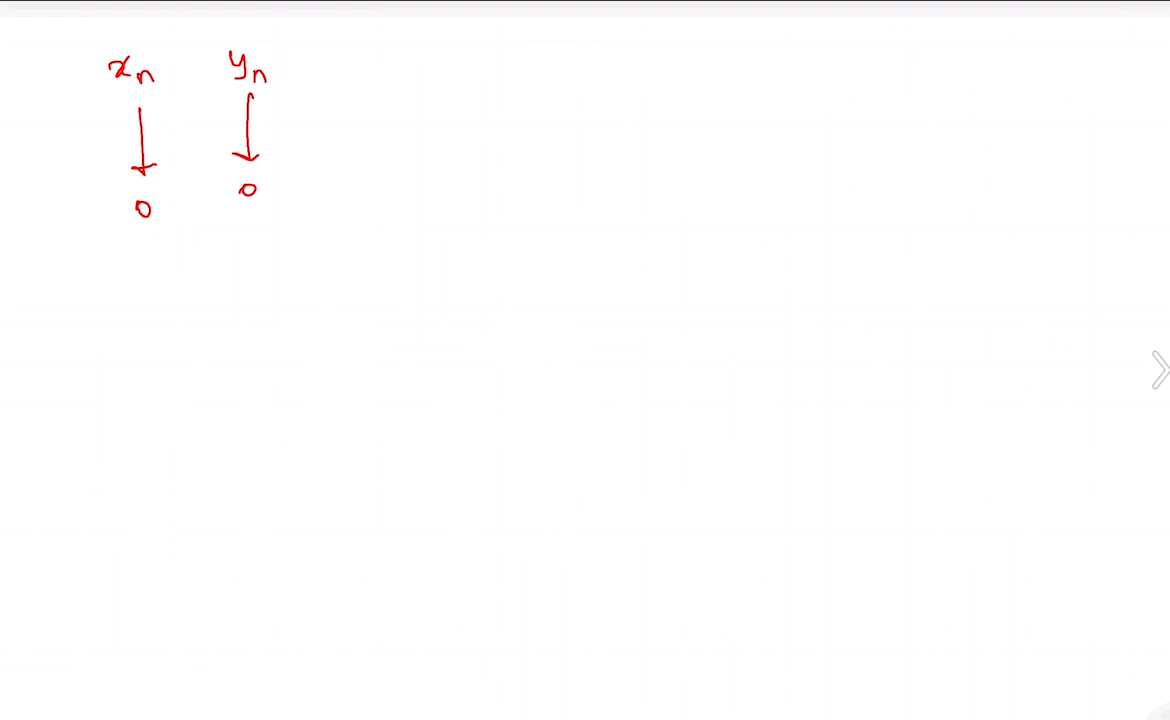 xₙ yₙ
↓ ↓
0 0